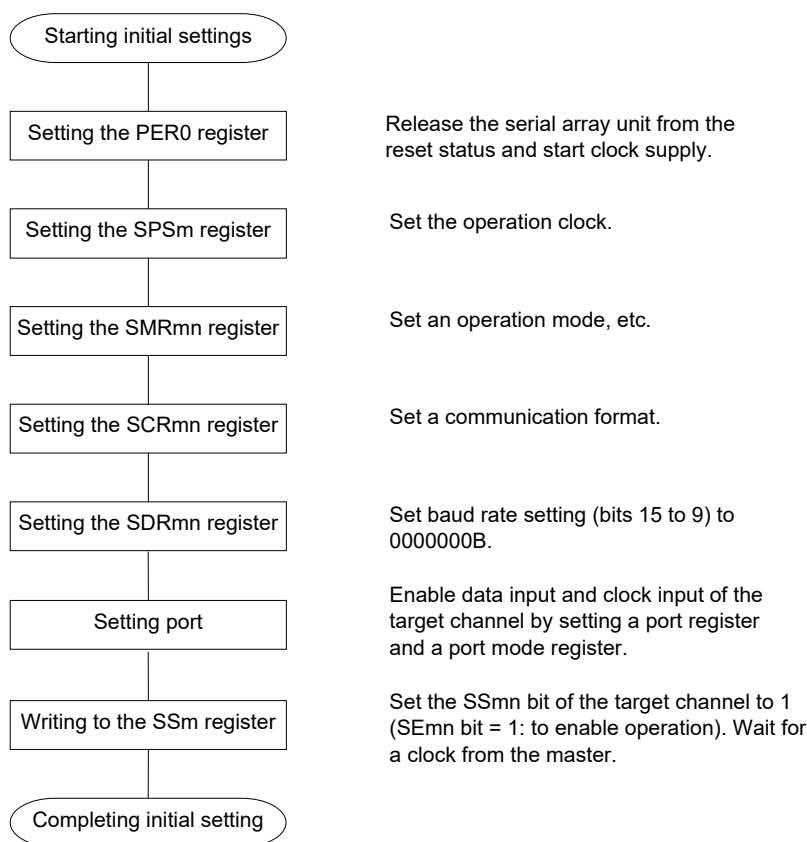 Starting initial settings
Setting the PER0 register
Release the serial array unit from the
reset status and start clock supply.
Setting the SPSm register
Set the operation clock.
Setting the SMRmn register
Set an operation mode, etc.
Setting the SCRmn register
Set a communication format.
Setting the SDRmn register
Set baud rate setting (bits 15 to 9) to
0000000B.
Setting port
Enable data input and clock input of the
target channel by setting a port register
and a port mode register.
Writing to the SSm register
Set the SSmn bit of the target channel to 1
(SEmn bit = 1: to enable operation). Wait for
a clock from the master.
Completing initial setting